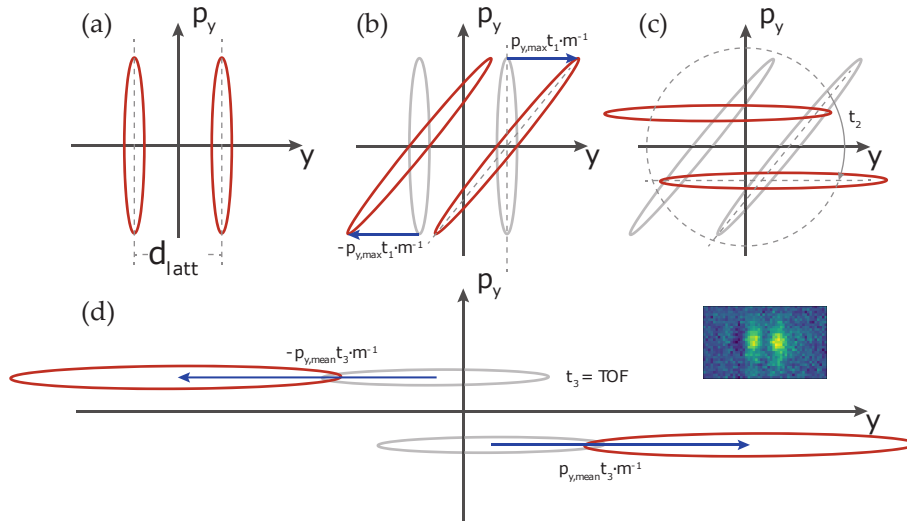 (a)
p_y
y
d_latt
(b)
p_y
p_y,max t_1·m^-1
y
-p_y,max t_1·m^-1
(c)
p_y
t_2
y
(d)
p_y
-p_y,mean t_3·m^-1
t_3 = TOF
y
p_y,mean t_3·m^-1